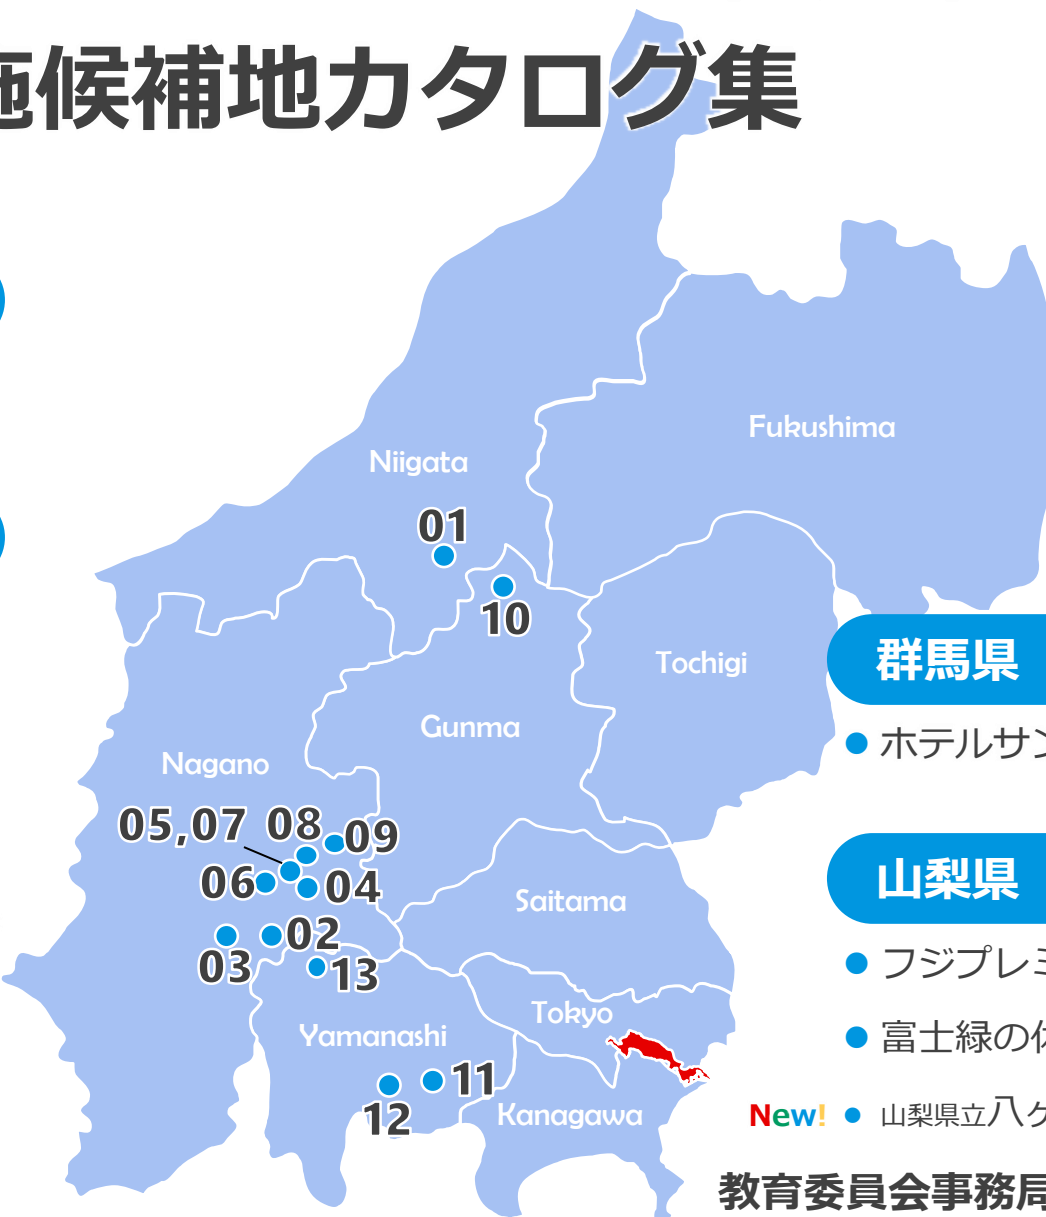 施候補地カタログ集
Fukushima
Niigata
01
10
Tochigi
群馬県
Gunma
ホテルサン
Nagano
05,07 08 09
06 04
山梨県
Saitama
02
03
13
フジプレミ
Tokyo
Yamanashi
富士緑の休
11
12
Kanagawa
New! 山梨県立八ケ
教育委員会事務局